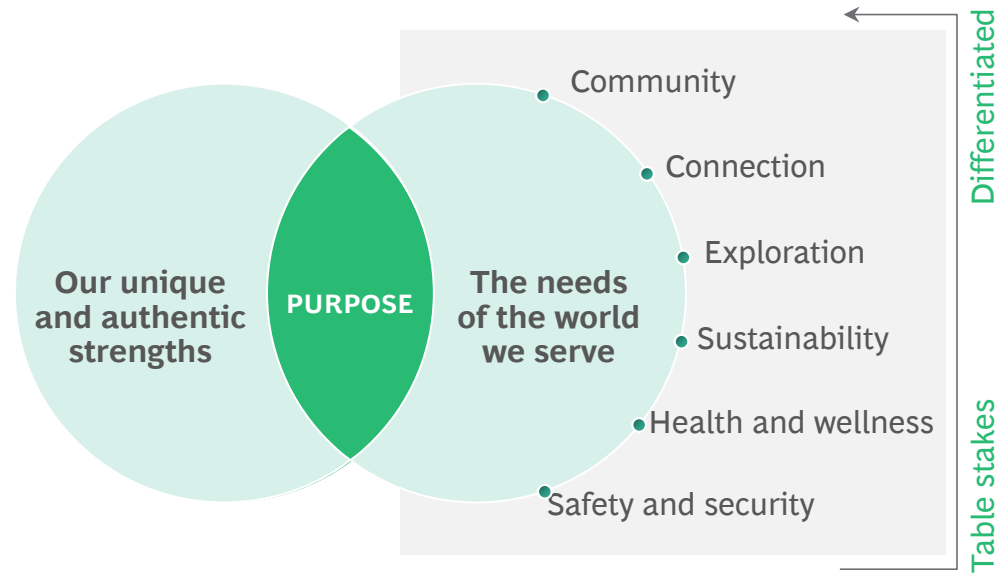 Differentiated
Community
Connection
Exploration
Our unique
and authentic
strengths
PURPOSE
The needs
of the world
we serve
Sustainability
Health and wellness
Safety and security
Table stakes